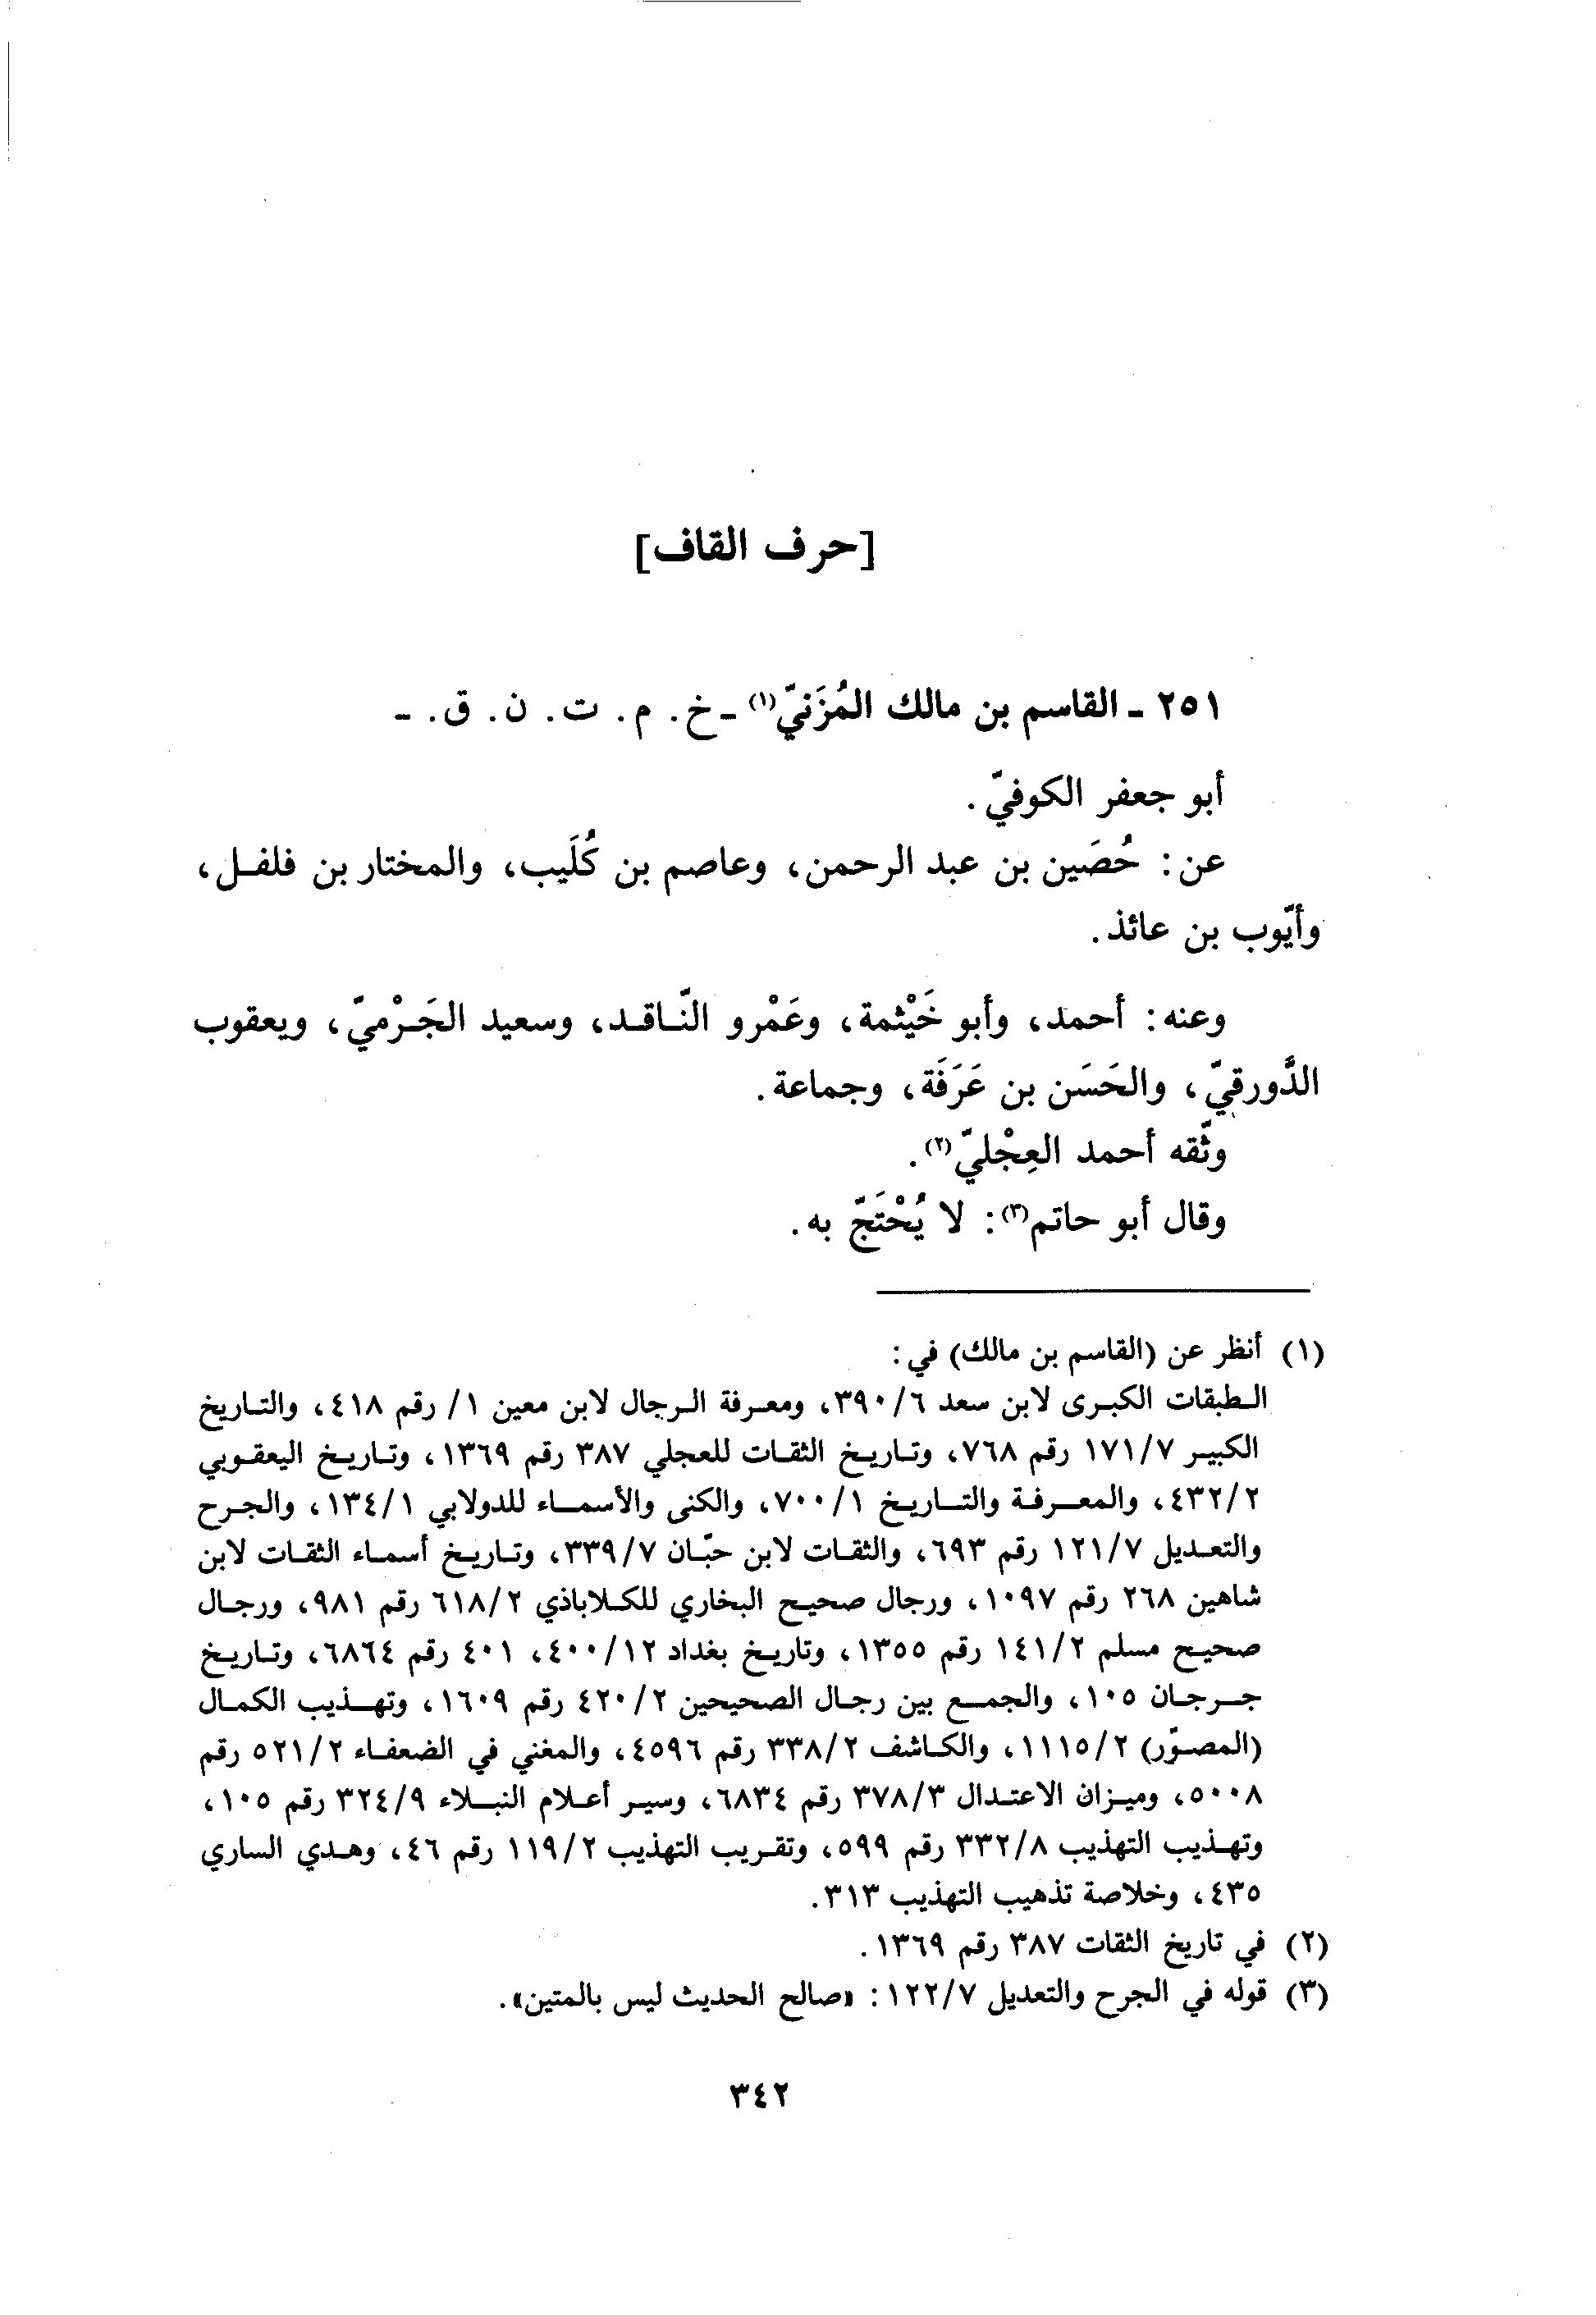 [حرف القاف]
٢٥١ - القاسم بن مالك المُزَنيّ(١) - خ. م. ت. ن. ق. -
أبو جعفر الكوفيّ.
عن: حُصَين بن عبد الرحمن، وعاصم بن كُلَيب، والمختار بن فلفل،
وأيّوب بن عائذ.
وعنه: أحمد، وأبو خَيْثمة، وعَمْرو النّاقد، وسعيد الجَرْميّ، ويعقوب
الدَّورقيّ، والحَسَن بن عَرَفَة، وجماعة.
وثّقه أحمد العِجْليّ(٢).
وقال أبو حاتم(٣): لا يُحْتَجّ به.
(١) أنظر عن (القاسم بن مالك) في:
الطبقات الكبرى لابن سعد ٣٩٠/٦، ومعرفة الرجال لابن معين ١/ رقم ٤١٨، والتاريخ
الكبير ١٧١/٧ رقم ٧٦٨، وتاريخ الثقات للعجلي ٣٨٧ رقم ١٣٦٩، وتاريخ اليعقوبي
٤٣٢/٢، والمعرفة والتاريخ ٧٠٠/١، والكنى والأسماء للدولابي ١٣٤/١، والجرح
والتعديل ١٢١/٧ رقم ٦٩٣، والثقات لابن حبّان ٣٣٩/٧، وتاريخ أسماء الثقات لابن
شاهين ٢٦٨ رقم ١٠٩٧، ورجال صحيح البخاري للكلاباذي ٦١٨/٢ رقم ٩٨١، ورجال
صحيح مسلم ١٤١/٢ رقم ١٣٥٥، وتاريخ بغداد ٤٠٠/١٢، ٤٠١ رقم ٦٨٦٤، وتاريخ
جرجان ١٠٥، والجمع بين رجال الصحيحين ٤٢٠/٢ رقم ١٦٠٩، وتهذيب الكمال
(المصوّر) ١١١٥/٢، والكاشف ٣٣٨/٢ رقم ٤٥٩٦، والمغني في الضعفاء ٥٢١/٢ رقم
٥٠٠٨، وميزان الاعتدال ٣٧٨/٣ رقم ٦٨٣٤، وسير أعلام النبلاء ٣٢٤/٩ رقم ١٠٥،
وتهذيب التهذيب ٣٣٢/٨ رقم ٥٩٩، وتقريب التهذيب ١١٩/٢ رقم ٤٦، وهدي الساري
٤٣٥، وخلاصة تذهيب التهذيب ٣١٣.
(٢) في تاريخ الثقات ٣٨٧ رقم ١٣٦٩.
(٣) قوله في الجرح والتعديل ١٢٢/٧: «صالح الحديث ليس بالمتين».
٣٤٢